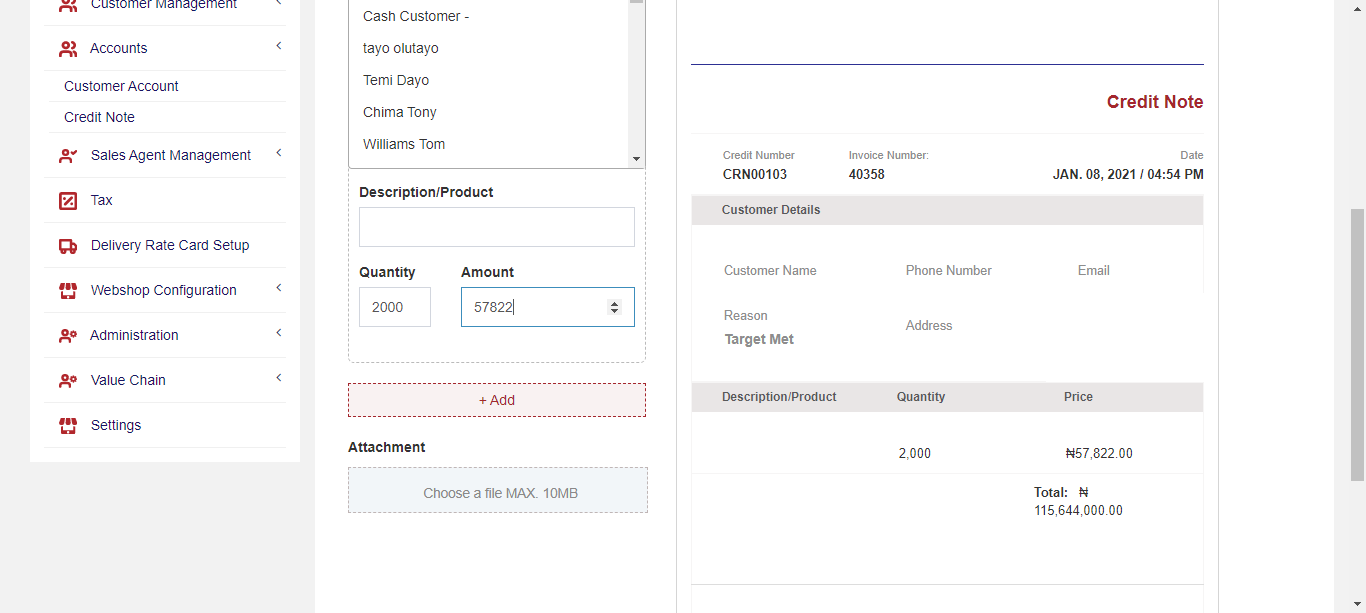 Customer Management
Accounts
Customer Account
Credit Note
Sales Agent Management
Tax
Delivery Rate Card Setup
Webshop Configuration
Administration
Value Chain
Settings
Cash Customer -
tayo olutayo
Temi Dayo
Chima Tony
Williams Tom
Description/Product
Quantity Amount
2000 57822
+ Add
Attachment
Choose a file MAX. 10MB
Credit Note
Credit Number Invoice Number: Date
CRN00103 40358 JAN. 08, 2021 / 04:54 PM
Customer Details
Customer Name Phone Number Email
Reason
Address
Target Met
Description/Product Quantity Price
2,000 ₦57,822.00
Total: ₦
115,644,000.00